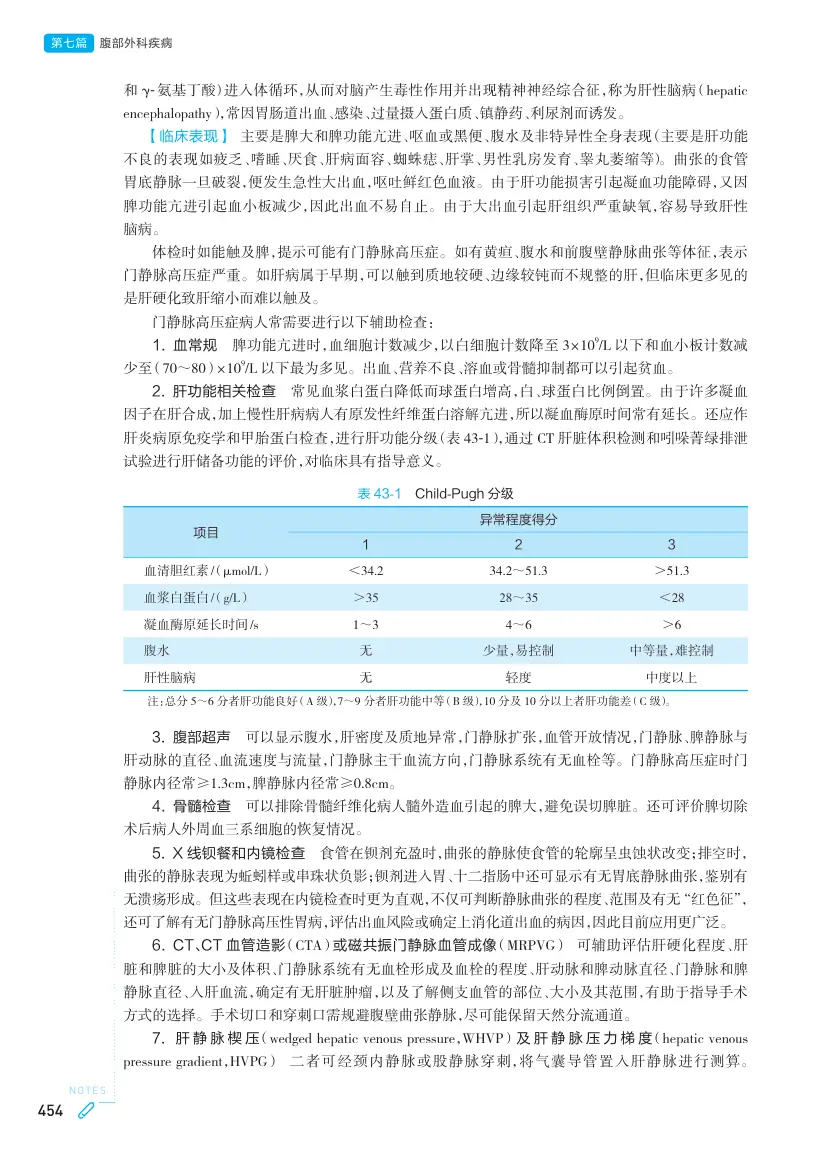 第七篇 腹部外科疾病
和 γ- 氨基丁酸)进入体循环,从而对脑产生毒性作用并出现精神神经综合征,称为肝性脑病(hepatic
encephalopathy),常因胃肠道出血、感染、过量摄入蛋白质、镇静药、利尿剂而诱发。
【临床表现】 主要是脾大和脾功能亢进、呕血或黑便、腹水及非特异性全身表现(主要是肝功能
不良的表现如疲乏、嗜睡、厌食、肝病面容、蜘蛛痣、肝掌、男性乳房发育、睾丸萎缩等)。曲张的食管
胃底静脉一旦破裂,便发生急性大出血,呕吐鲜红色血液。由于肝功能损害引起凝血功能障碍,又因
脾功能亢进引起血小板减少,因此出血不易自止。由于大出血引起肝组织严重缺氧,容易导致肝性
脑病。
体检时如能触及脾,提示可能有门静脉高压症。如有黄疸、腹水和前腹壁静脉曲张等体征,表示
门静脉高压症严重。如肝病属于早期,可以触到质地较硬、边缘较钝而不规整的肝,但临床更多见的
是肝硬化致肝缩小而难以触及。
门静脉高压症病人常需要进行以下辅助检查:
1. 血常规 脾功能亢进时,血细胞计数减少,以白细胞计数降至 3×10⁹/L 以下和血小板计数减
少至(70~80)×10⁹/L 以下最为多见。出血、营养不良、溶血或骨髓抑制都可以引起贫血。
2. 肝功能相关检查 常见血浆白蛋白降低而球蛋白增高,白、球蛋白比例倒置。由于许多凝血
因子在肝合成,加上慢性肝病病人有原发性纤维蛋白溶解亢进,所以凝血酶原时间常有延长。还应作
肝炎病原免疫学和甲胎蛋白检查,进行肝功能分级(表 43-1),通过 CT 肝脏体积检测和吲哚菁绿排泄
试验进行肝储备功能的评价,对临床具有指导意义。
表 43-1 Child-Pugh 分级
项目 异常程度得分
1 2 3
血清胆红素/(μmol/L) <34.2 34.2~51.3 >51.3
血浆白蛋白/(g/L) >35 28~35 <28
凝血酶原延长时间/s 1~3 4~6 >6
腹水 无 少量,易控制 中等量,难控制
肝性脑病 无 轻度 中度以上
注:总分 5~6 分者肝功能良好(A 级),7~9 分者肝功能中等(B 级),10 分及 10 分以上者肝功能差(C 级)。
3. 腹部超声 可以显示腹水,肝密度及质地异常,门静脉扩张,血管开放情况,门静脉、脾静脉与
肝动脉的直径、血流速度与流量,门静脉主干血流方向,门静脉系统有无血栓等。门静脉高压症时门
静脉内径常≥1.3cm,脾静脉内径常≥0.8cm。
4. 骨髓检查 可以排除骨髓纤维化病人髓外造血引起的脾大,避免误切脾脏。还可评价脾切除
术后病人外周血三系细胞的恢复情况。
5. X 线钡餐和内镜检查 食管在钡剂充盈时,曲张的静脉使食管的轮廓呈虫蚀状改变;排空时,
曲张的静脉表现为蚯蚓样或串珠状负影;钡剂进入胃、十二指肠中还可显示有无胃底静脉曲张,鉴别有
无溃疡形成。但这些表现在内镜检查时更为直观,不仅可判断静脉曲张的程度、范围及有无“红色征”,
还可了解有无门静脉高压性胃病,评估出血风险或确定上消化道出血的病因,因此目前应用更广泛。
6. CT、CT 血管造影(CTA)或磁共振门静脉血管成像(MRPVG) 可辅助评估肝硬化程度、肝
脏和脾脏的大小及体积、门静脉系统有无血栓形成及血栓的程度、肝动脉和脾动脉直径、门静脉和脾
静脉直径、入肝血流,确定有无肝脏肿瘤,以及了解侧支血管的部位、大小及其范围,有助于指导手术
方式的选择。手术切口和穿刺口需规避腹壁曲张静脉,尽可能保留天然分流通道。
7. 肝静脉楔压(wedged hepatic venous pressure,WHVP)及肝静脉压力梯度(hepatic venous
pressure gradient,HVPG) 二者可经颈内静脉或股静脉穿刺,将气囊导管置入肝静脉进行测算。
NOTES
454